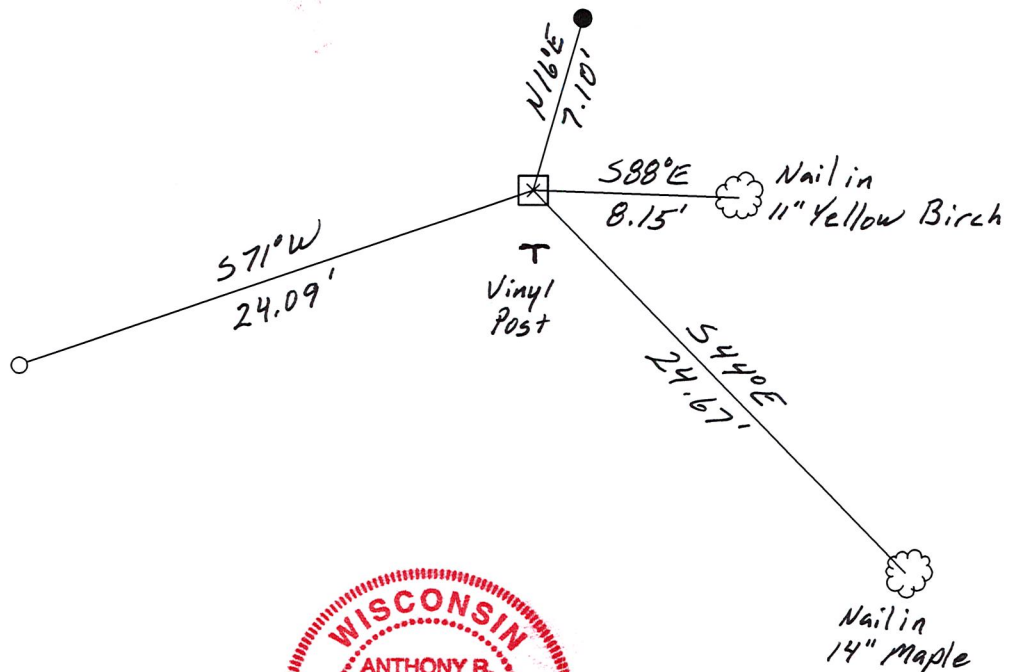 N16°E
7.10'
S88°E
8.15'
Nail in
11" Yellow Birch
S71°W
24.09'
T
Vinyl
Post
S44°E
24.67'
Nail in
14" Maple
WISCONSIN
ANTHONY B.